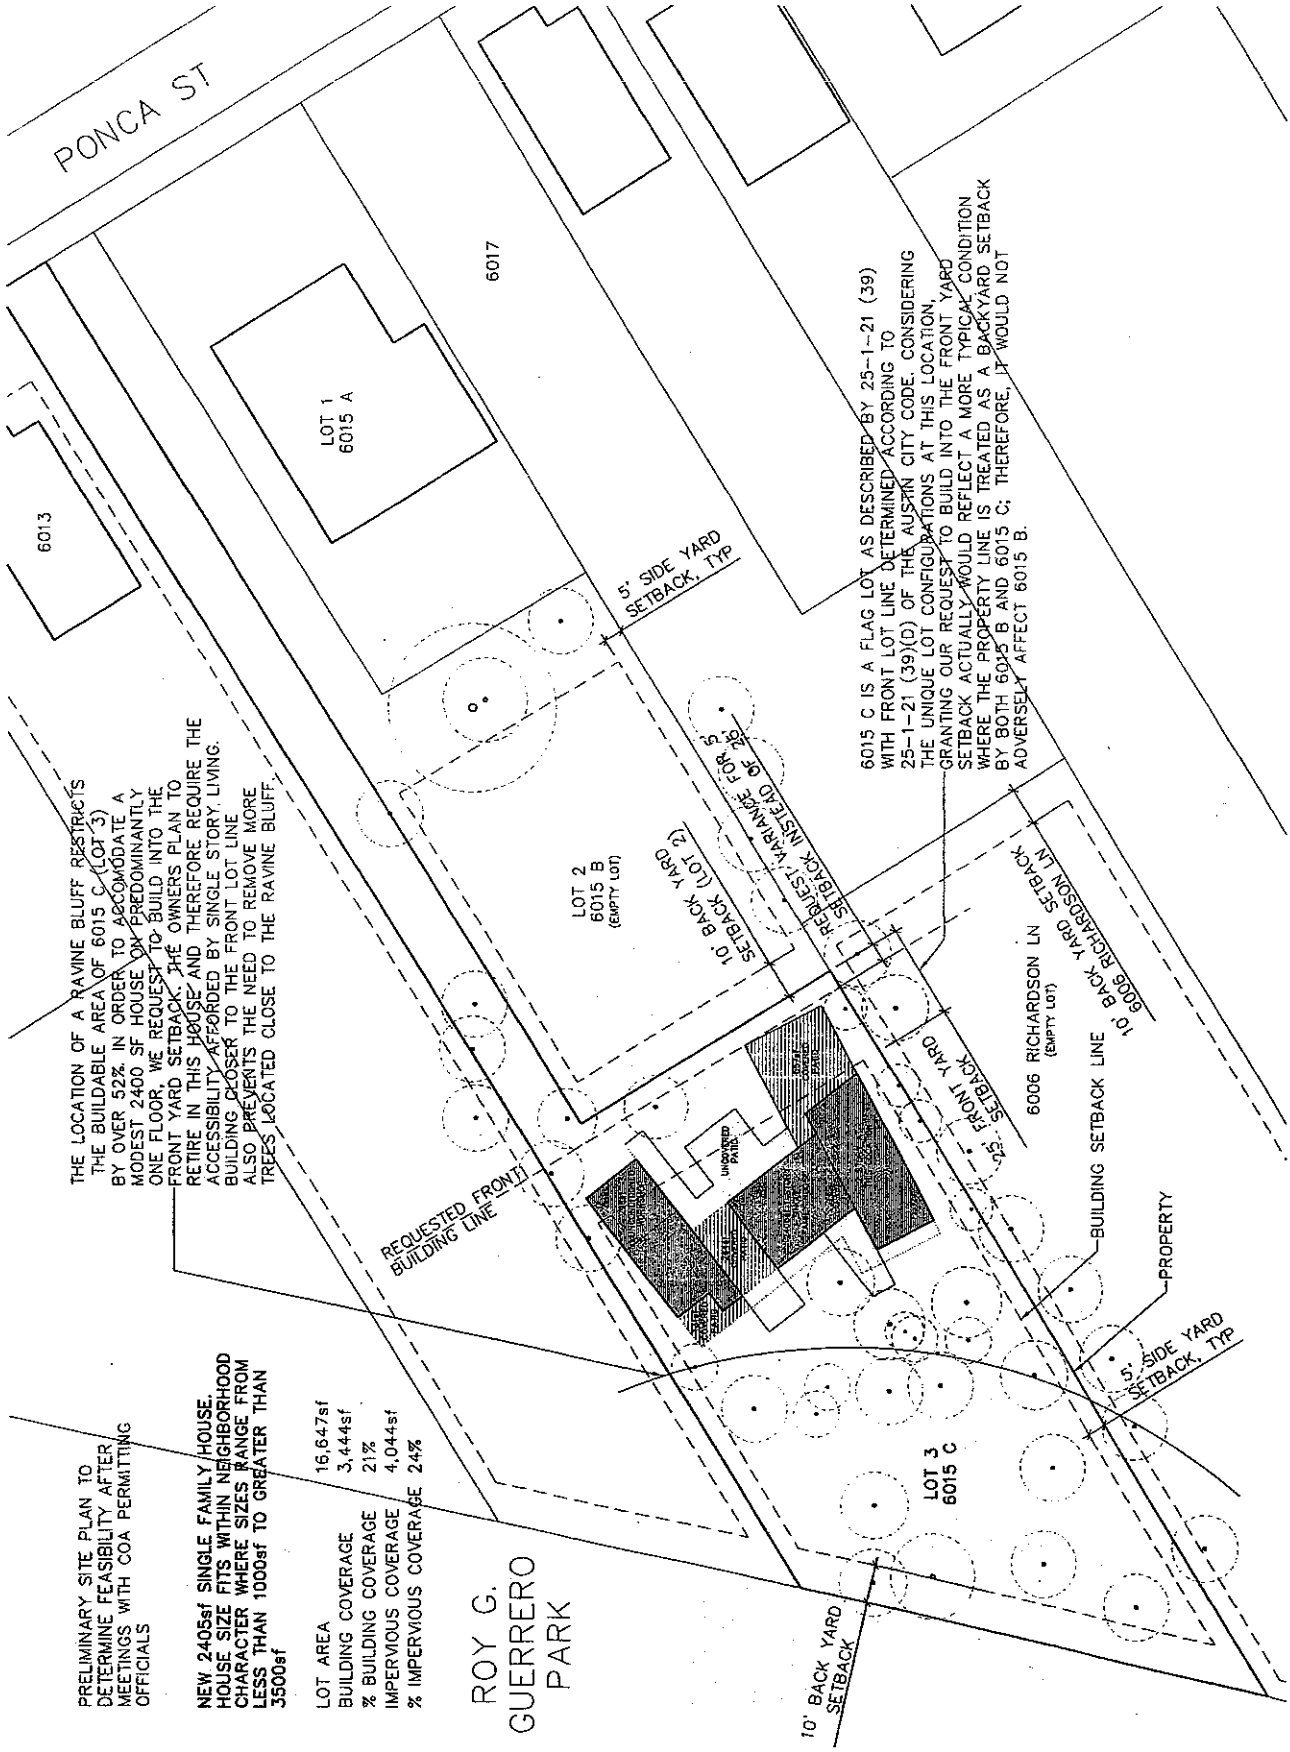 PRELIMINARY SITE PLAN TO
DETERMINE FEASIBILITY AFTER
MEETINGS WITH COA PERMITTING
OFFICIALS
NEW 2405sf SINGLE FAMILY HOUSE.
HOUSE SIZE FITS WITHIN NEIGHBORHOOD
CHARACTER WHERE SIZES RANGE FROM
LESS THAN 1000sf TO GREATER THAN
3500sf
LOT AREA 16,647sf
BUILDING COVERAGE 3,444sf
% BUILDING COVERAGE 21%
IMPERVIOUS COVERAGE 4,044sf
% IMPERVIOUS COVERAGE 24%
ROY G.
GUERRERO
PARK
THE LOCATION OF A RAVINE BLUFF RESTRICTS
THE BUILDABLE AREA OF 6015 C (LOT 3)
BY OVER 52%. IN ORDER TO ACCOMODATE A
MODEST 2400 SF HOUSE ON PREDOMINANTLY
ONE FLOOR, WE REQUEST TO BUILD INTO THE
FRONT YARD SETBACK. THE OWNERS PLAN TO
RETIRE IN THIS HOUSE AND THEREFORE REQUIRE THE
ACCESSIBILITY AFFORDED BY SINGLE STORY LIVING.
BUILDING CLOSER TO THE FRONT LOT LINE
ALSO PREVENTS THE NEED TO REMOVE MORE
TREES LOCATED CLOSE TO THE RAVINE BLUFF
6013
PONCA ST
LOT 1
6015 A
6017
5' SIDE YARD
SETBACK, TYP
LOT 2
6015 B
(EMPTY LOT)
10' BACK YARD
SETBACK (LOT 2)
REQUEST VARIANCE FOR 5'
SETBACK INSTEAD OF 25'
6015 C IS A FLAG LOT AS DESCRIBED BY 25-1-21 (39)
WITH FRONT LOT LINE DETERMINED ACCORDING TO
25-1-21 (39)(D) OF THE AUSTIN CITY CODE. CONSIDERING
THE UNIQUE LOT CONFIGURATIONS AT THIS LOCATION,
GRANTING OUR REQUEST TO BUILD INTO THE FRONT YARD
SETBACK ACTUALLY WOULD REFLECT A MORE TYPICAL CONDITION
WHERE THE PROPERTY LINE IS TREATED AS A BACKYARD SETBACK
BY BOTH 6015 B AND 6015 C; THEREFORE, IT WOULD NOT
ADVERSELY AFFECT 6015 B.
REQUESTED FRONT
BUILDING LINE
UNCOVERED
PATIO
COVERED
PATIO
25' FRONT YARD
SETBACK
6006 RICHARDSON LN
(EMPTY LOT)
10' BACK YARD SETBACK
6006 RICHARDSON LN
BUILDING SETBACK LINE
PROPERTY
5' SIDE YARD
SETBACK, TYP
LOT 3
6015 C
10' BACK YARD
SETBACK